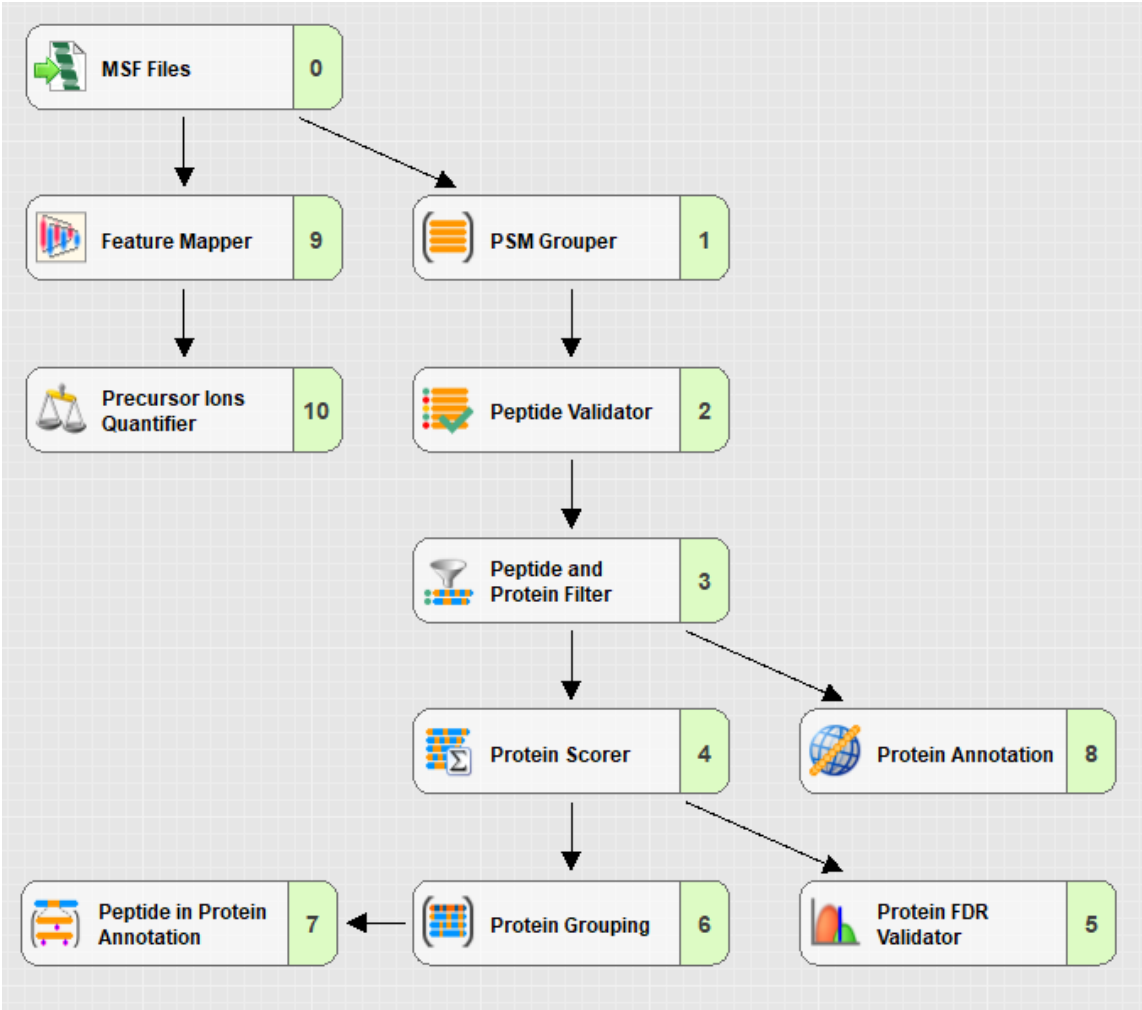 MSF Files 0
Feature Mapper 9
PSM Grouper 1
Precursor Ions
Quantifier 10
Peptide Validator 2
Peptide and
Protein Filter 3
Protein Scorer 4
Σ
Protein Annotation 8
Peptide in Protein
Annotation 7
Protein Grouping 6
Protein FDR
Validator 5